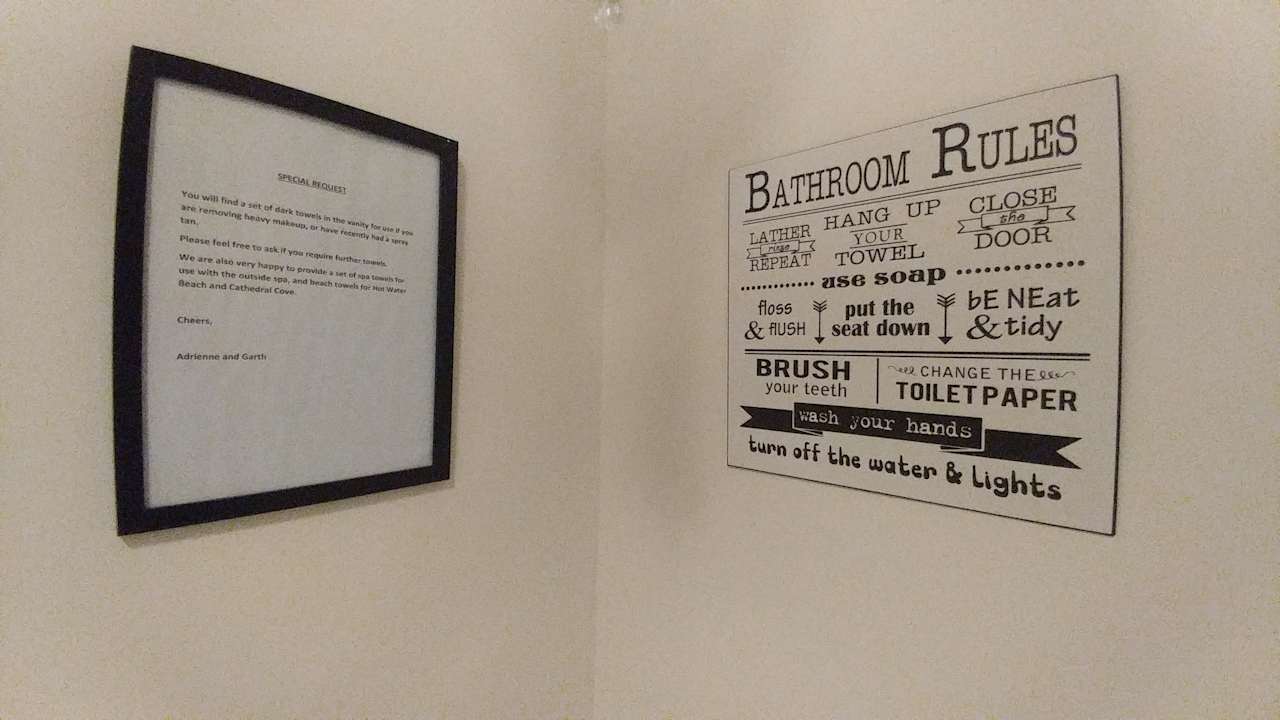 SPECIAL REQUEST
You will find a set of dark towels in the vanity for use if you
are removing heavy makeup, or have recently had a spray
tan.
Please feel free to ask if you require further towels.
We are also very happy to provide a set of spa towels for
use with the outside spa, and beach towels for Hot Water
Beach and Cathedral Cove.
Cheers,
Adrienne and Garth
BATHROOM RULES
LATHER
rinse
REPEAT
HANG UP
YOUR
TOWEL
CLOSE
the
DOOR
use soap
floss
& flUSH
put the
seat down
bE NEat
& tidy
BRUSH
your teeth
CHANGE THE
TOILET PAPER
wash your hands
turn off the water & Lights